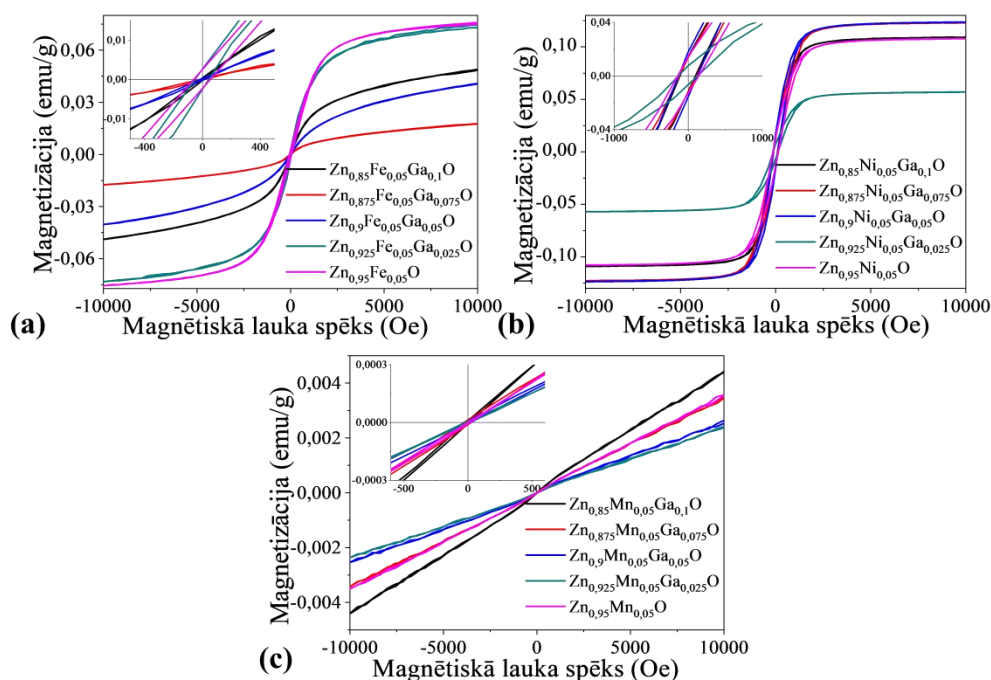 0,06
0,03
0,00
-0,03
-0,06
Magnetizācija (emu/g)
0,01
0,00
-0,01
-400 0 400
Zn0,85Fe0,05Ga0,1O
Zn0,875Fe0,05Ga0,075O
Zn0,9Fe0,05Ga0,05O
Zn0,925Fe0,05Ga0,025O
Zn0,95Fe0,05O
-10000 -5000 0 5000 10000
Magnētiskā lauka spēks (Oe)
(a)
0,10
0,05
0,00
-0,05
-0,10
Magnetizācija (emu/g)
0,04
0,00
-0,04
-1000 0 1000
Zn0,85Ni0,05Ga0,1O
Zn0,875Ni0,05Ga0,075O
Zn0,9Ni0,05Ga0,05O
Zn0,925Ni0,05Ga0,025O
Zn0,95Ni0,05O
-10000 -5000 0 5000 10000
Magnētiskā lauka spēks (Oe)
(b)
0,004
0,002
0,000
-0,002
-0,004
Magnetizācija (emu/g)
0,0003
0,0000
-0,0003
-500 0 500
Zn0,85Mn0,05Ga0,1O
Zn0,875Mn0,05Ga0,075O
Zn0,9Mn0,05Ga0,05O
Zn0,925Mn0,05Ga0,025O
Zn0,95Mn0,05O
-10000 -5000 0 5000 10000
Magnētiskā lauka spēks (Oe)
(c)